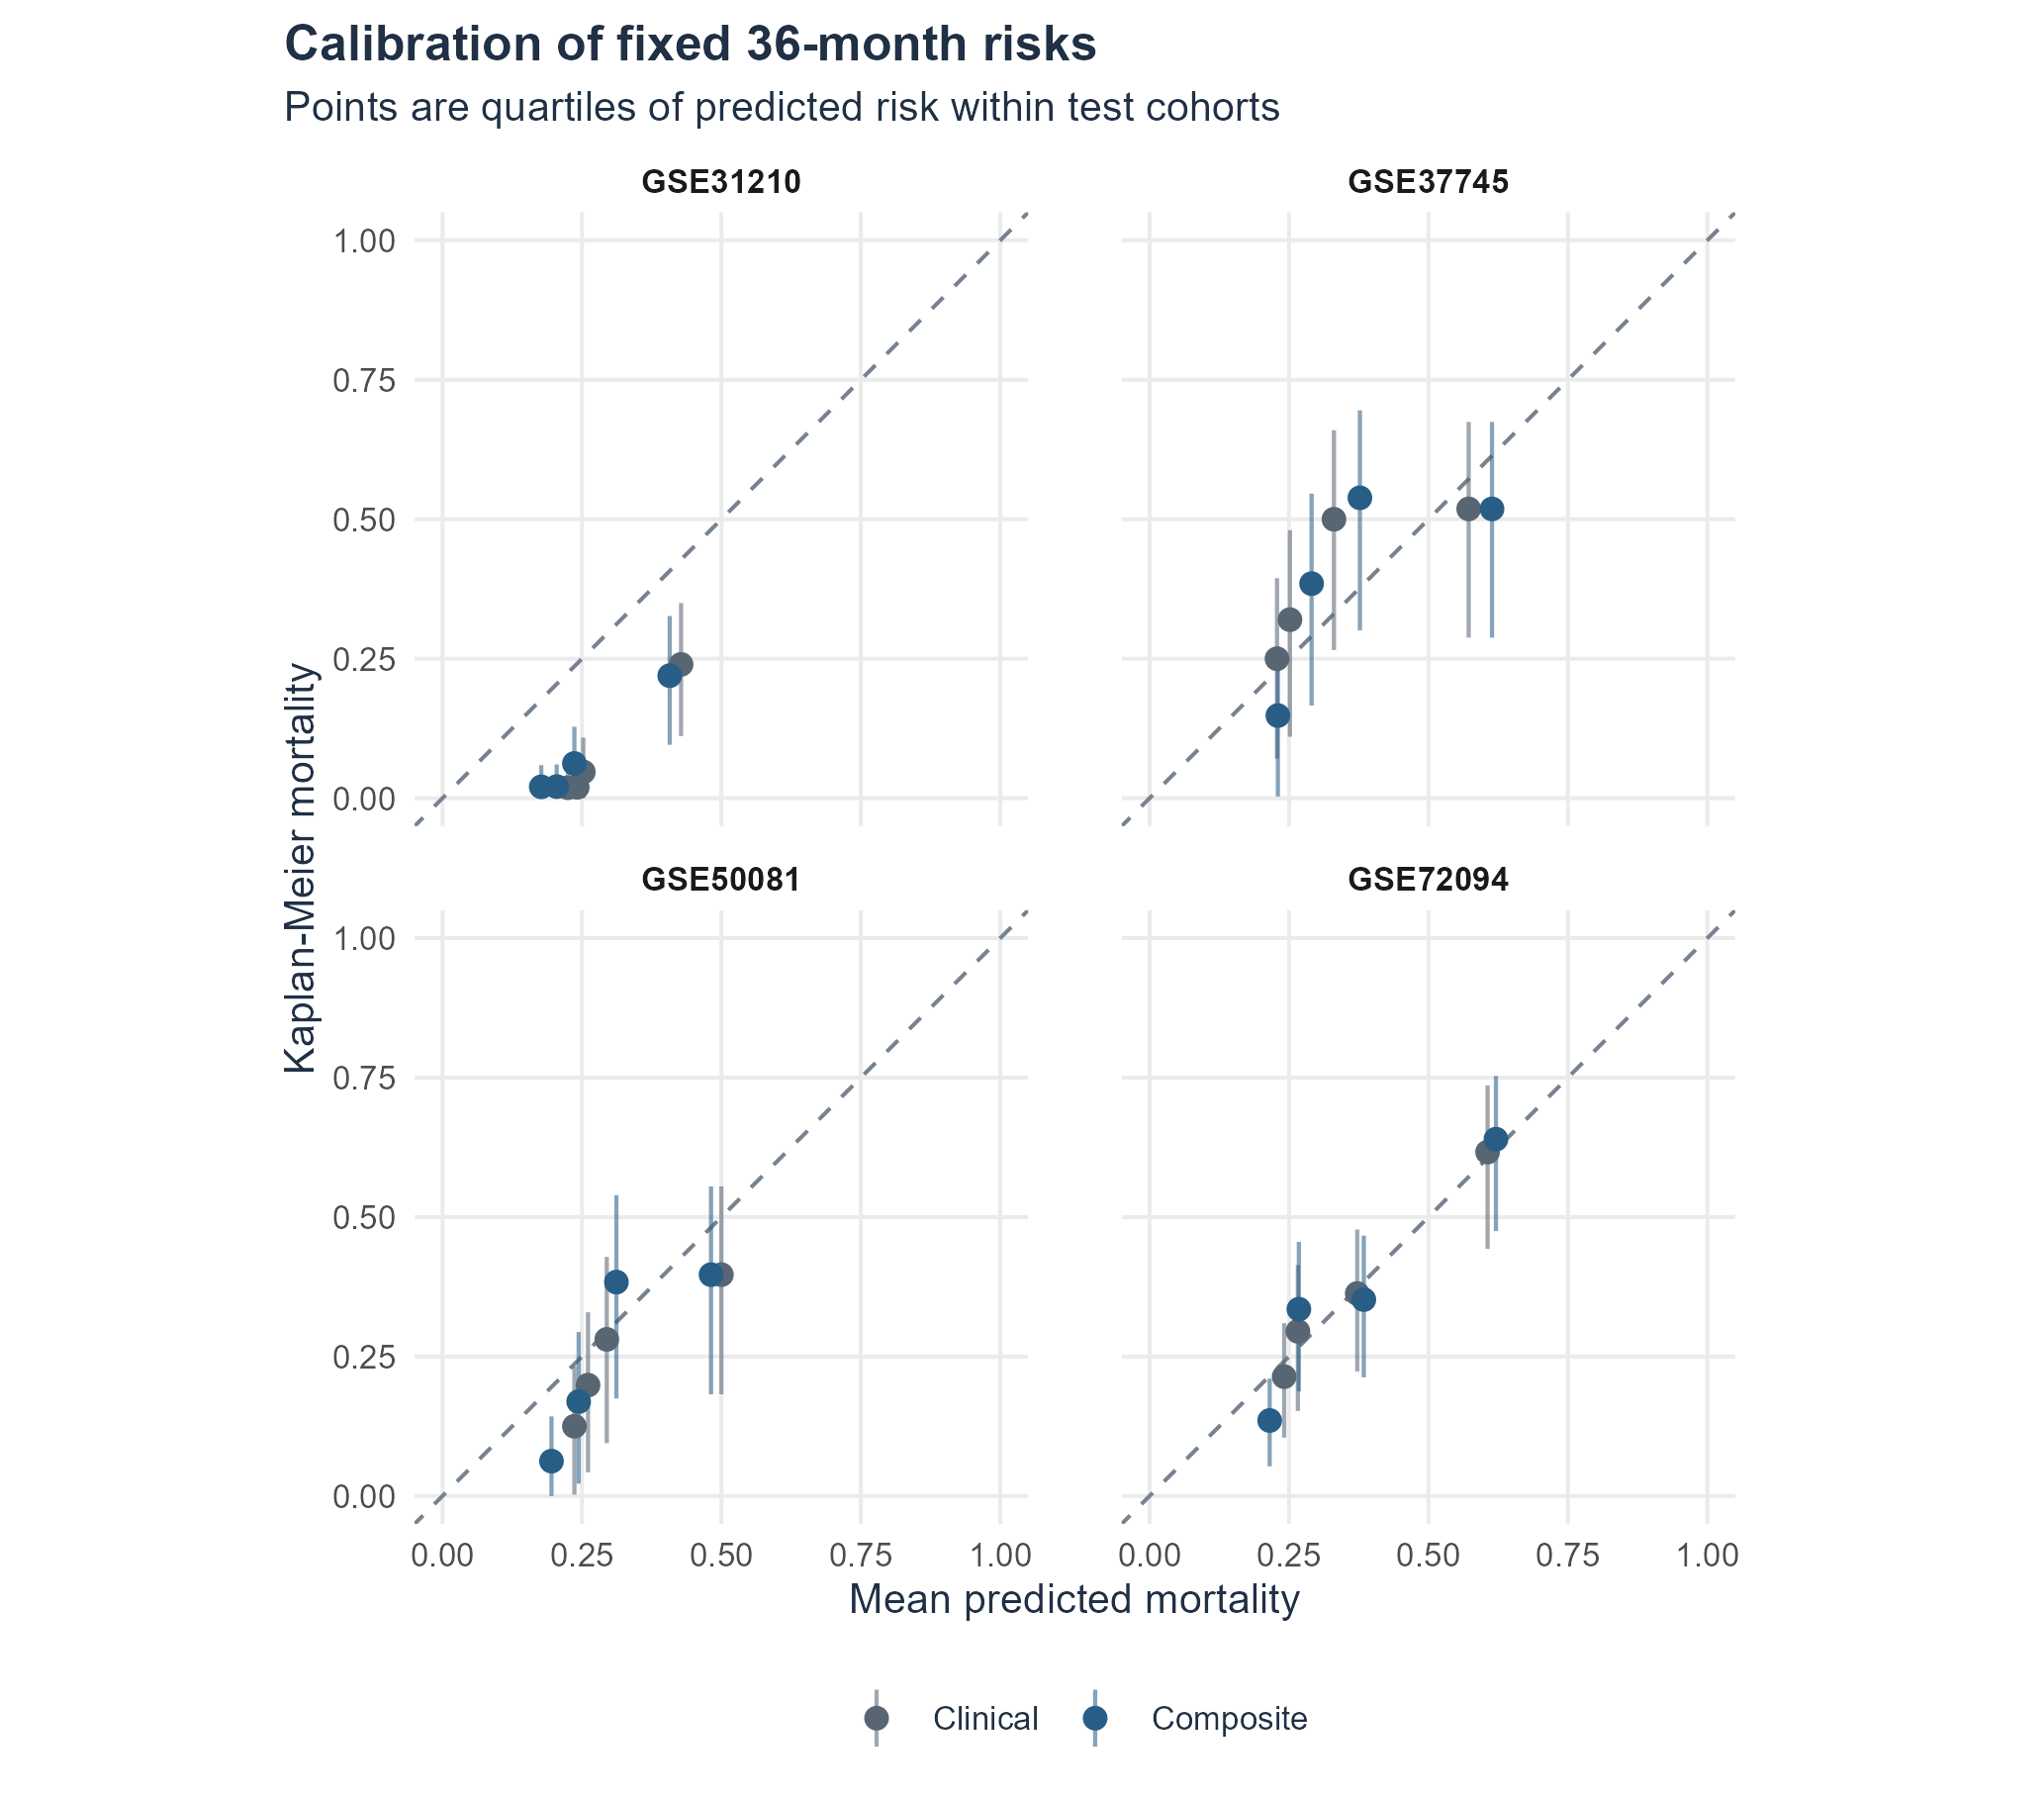 Calibration of fixed 36-month risks
Points are quartiles of predicted risk within test cohorts
GSE31210
GSE37745
1.00
0.75
0.50
0.25
0.00
Kaplan-Meier mortality
GSE50081
GSE72094
1.00
0.75
0.50
0.25
0.00
0.00 0.25 0.50 0.75 1.00
0.00 0.25 0.50 0.75 1.00
Mean predicted mortality
Clinical
Composite